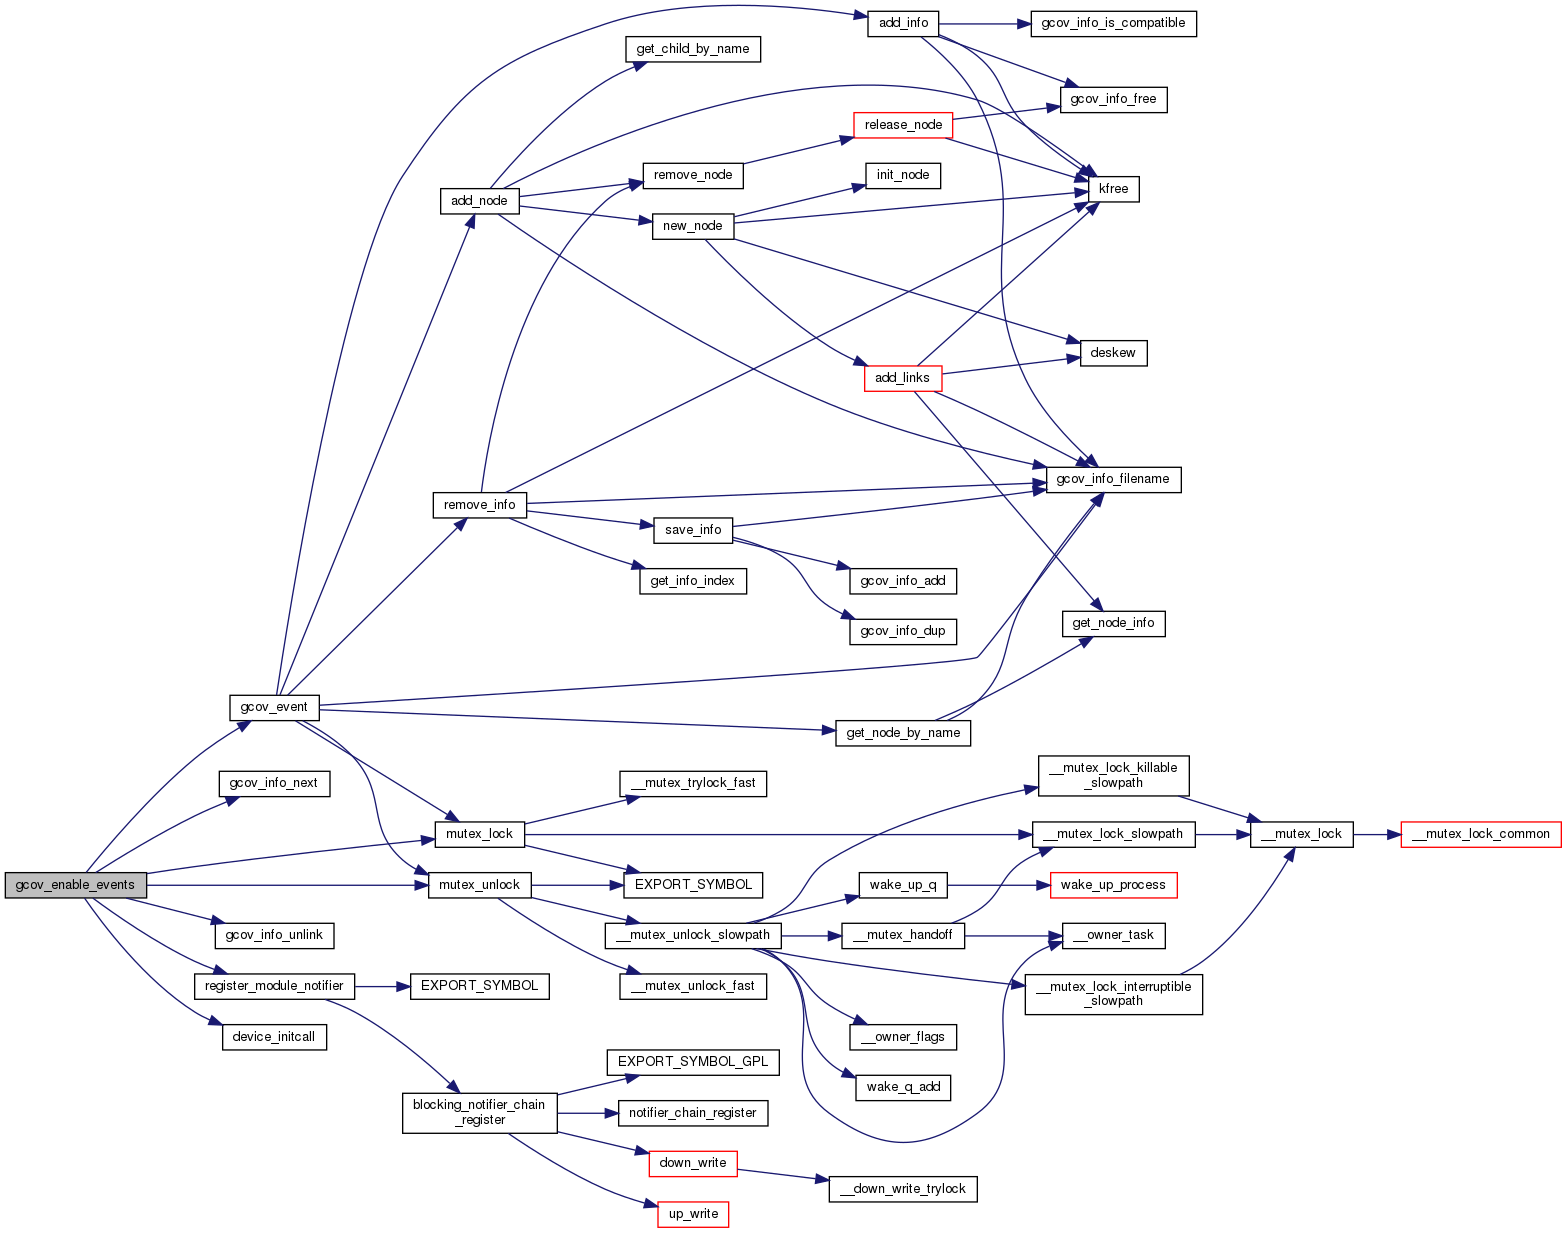 add_info
gcov_info_is_compatible
get_child_by_name
gcov_info_free
release_node
remove_node
init_node
kfree
add_node
new_node
deskew
add_links
gcov_info_filename
remove_info
save_info
get_info_index
gcov_info_add
gcov_info_dup
get_node_info
gcov_event
get_node_by_name
__mutex_lock_killable
_slowpath
gcov_info_next
__mutex_trylock_fast
mutex_lock
__mutex_lock_slowpath
__mutex_lock
__mutex_lock_common
gcov_enable_events
mutex_unlock
EXPORT_SYMBOL
wake_up_q
wake_up_process
gcov_info_unlink
__mutex_unlock_slowpath
__mutex_handoff
__owner_task
register_module_notifier
EXPORT_SYMBOL
__mutex_unlock_fast
__mutex_lock_interruptible
_slowpath
device_initcall
__owner_flags
EXPORT_SYMBOL_GPL
wake_q_add
blocking_notifier_chain
_register
notifier_chain_register
down_write
__down_write_trylock
up_write